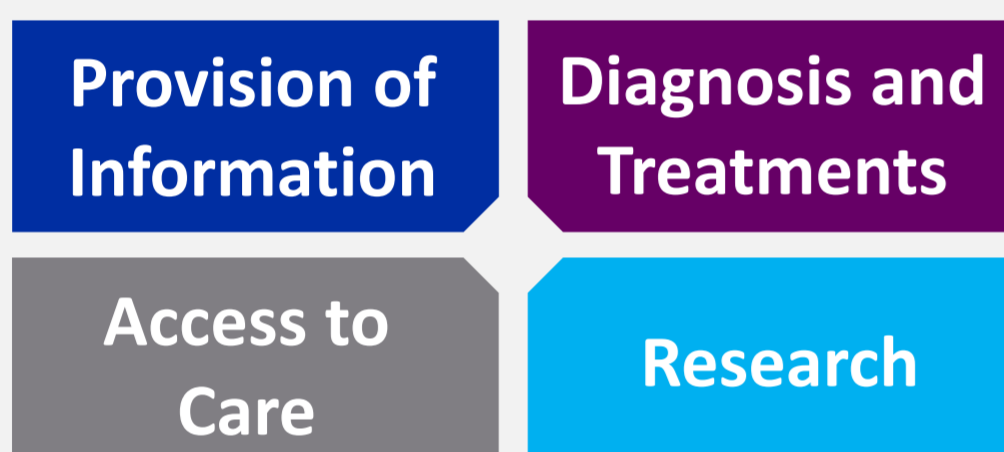 Provision of
Information
Diagnosis and
Treatments
Access to
Care
Research